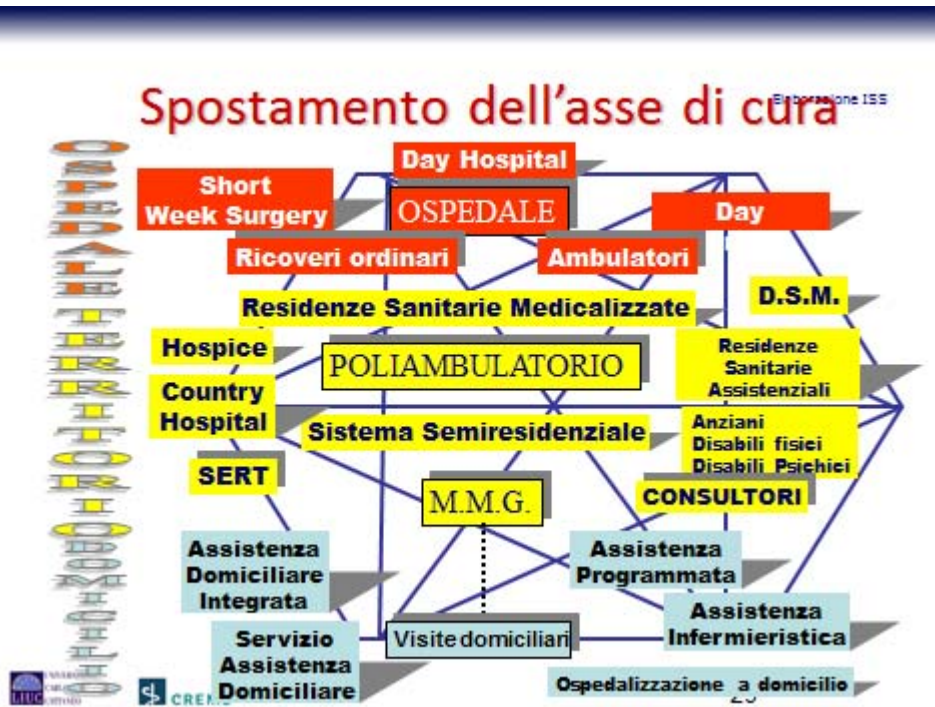 Spostamento dell'asse di cura
Elaborazione ISS
OSPEDALE TERRITORIO DOMICILIO
Day Hospital
Short
Week Surgery
OSPEDALE
Day
Ricoveri ordinari
Ambulatori
Residenze Sanitarie Medicalizzate
D.S.M.
Hospice
POLIAMBULATORIO
Residenze
Sanitarie
Assistenziali
Country
Hospital
Sistema Semiresidenziale
Anziani
Disabili fisici
Disabili Psichici
SERT
M.M.G.
CONSULTORI
Assistenza
Domiciliare
Integrata
Assistenza
Programmata
Servizio
Assistenza
Domiciliare
Visite domiciliari
Assistenza
Infermieristica
Ospedalizzazione a domicilio
LIUC